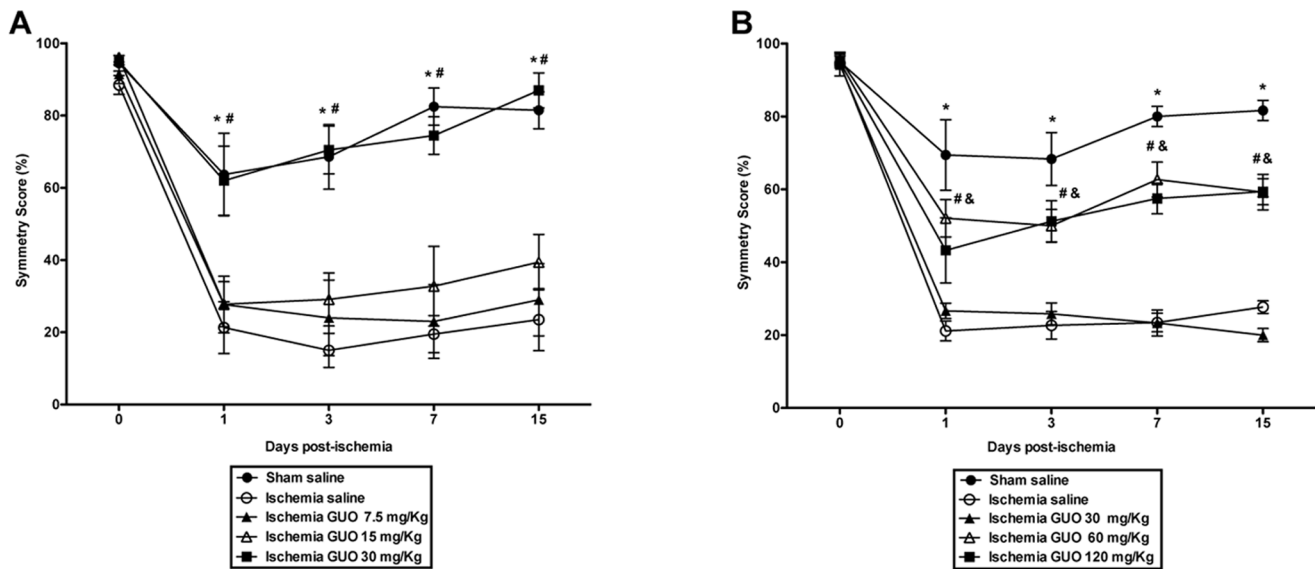 A
Symmetry Score (%)
100
80
60
40
20
0
* #
* #
* #
* #
0 1 3 7 15
Days post-ischemia
Sham saline
Ischemia saline
Ischemia GUO 7.5 mg/Kg
Ischemia GUO 15 mg/Kg
Ischemia GUO 30 mg/Kg
B
Symmetry Score (%)
100
80
60
40
20
0
*
*
*
*
# &
# &
# &
# &
0 1 3 7 15
Days post-ischemia
Sham saline
Ischemia saline
Ischemia GUO 30 mg/Kg
Ischemia GUO 60 mg/Kg
Ischemia GUO 120 mg/Kg